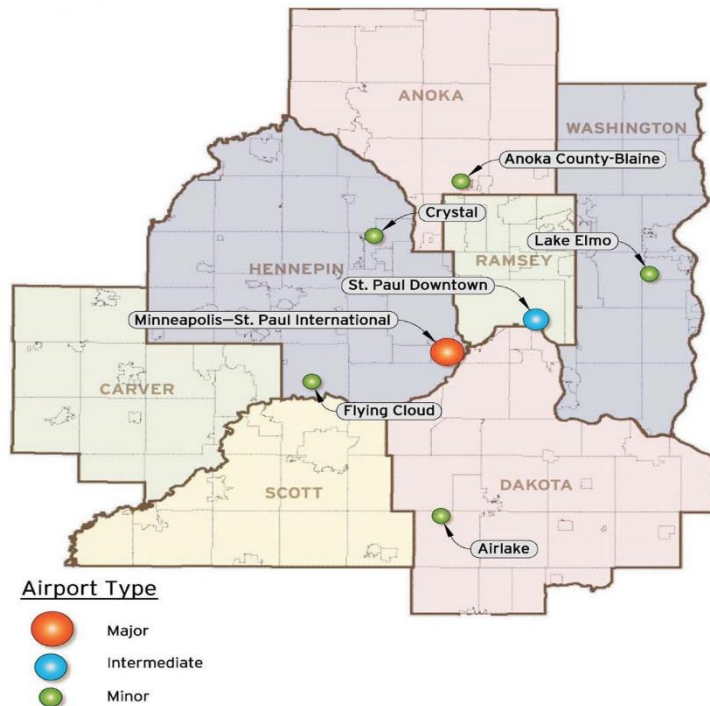 ANOKA
WASHINGTON
Anoka County-Blaine
Crystal
Lake Elmo
HENNEPIN
RAMSEY
St. Paul Downtown
Minneapolis—St. Paul International
CARVER
Flying Cloud
SCOTT
DAKOTA
Airlake
Airport Type
Major
Intermediate
Minor